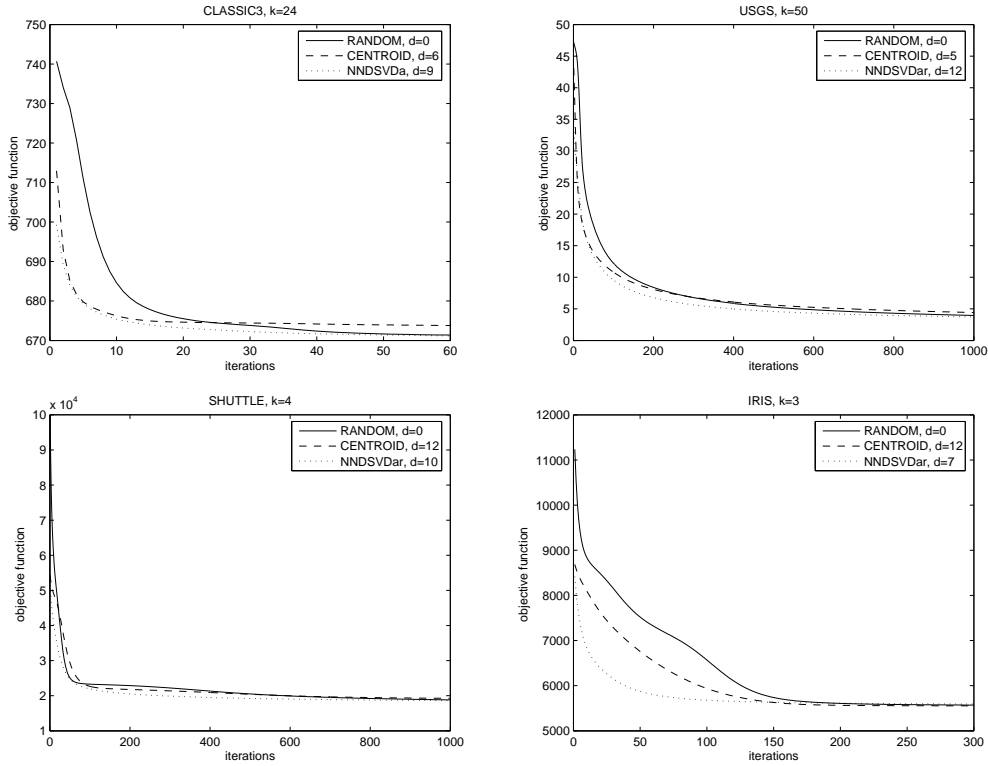 CLASSIC3, k=24
750
740
730
720
710
700
690
680
670
0 10 20 30 40 50 60
objective function
iterations
RANDOM, d=0
CENTROID, d=6
NNDSVDa, d=9
USGS, k=50
50
45
40
35
30
25
20
15
10
5
0
0 200 400 600 800 1000
objective function
iterations
RANDOM, d=0
CENTROID, d=5
NNDSVDar, d=12
SHUTTLE, k=4
x 10^4
10
9
8
7
6
5
4
3
2
1
0 200 400 600 800 1000
objective function
iterations
RANDOM, d=0
CENTROID, d=12
NNDSVDar, d=10
IRIS, k=3
12000
11000
10000
9000
8000
7000
6000
5000
0 50 100 150 200 250 300
objective function
iterations
RANDOM, d=0
CENTROID, d=12
NNDSVDar, d=7